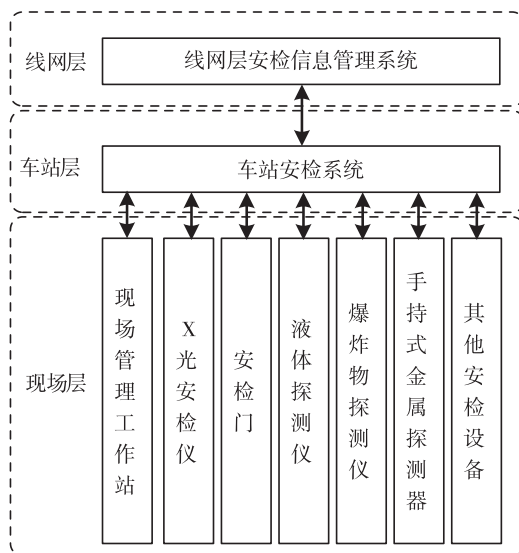 线网层
线网层安检信息管理系统
车站层
车站安检系统
现场层
现场管理工作站
X光安检仪
安检门
液体探测仪
爆炸物探测仪
手持式金属探测器
其他安检设备